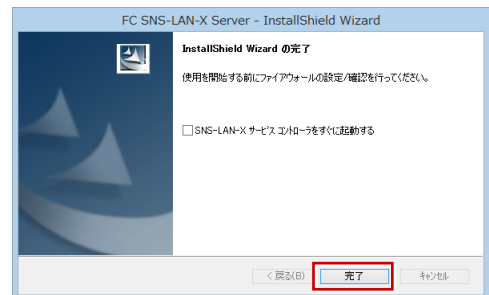 FC SNS-LAN-X Server - InstallShield Wizard
InstallShield Wizard の完了
使用を開始する前にファイアウォールの設定/確認を行ってください。
SNS-LAN-X サービス コントローラをすぐに起動する
< 戻る(B)
完了
キャンセル